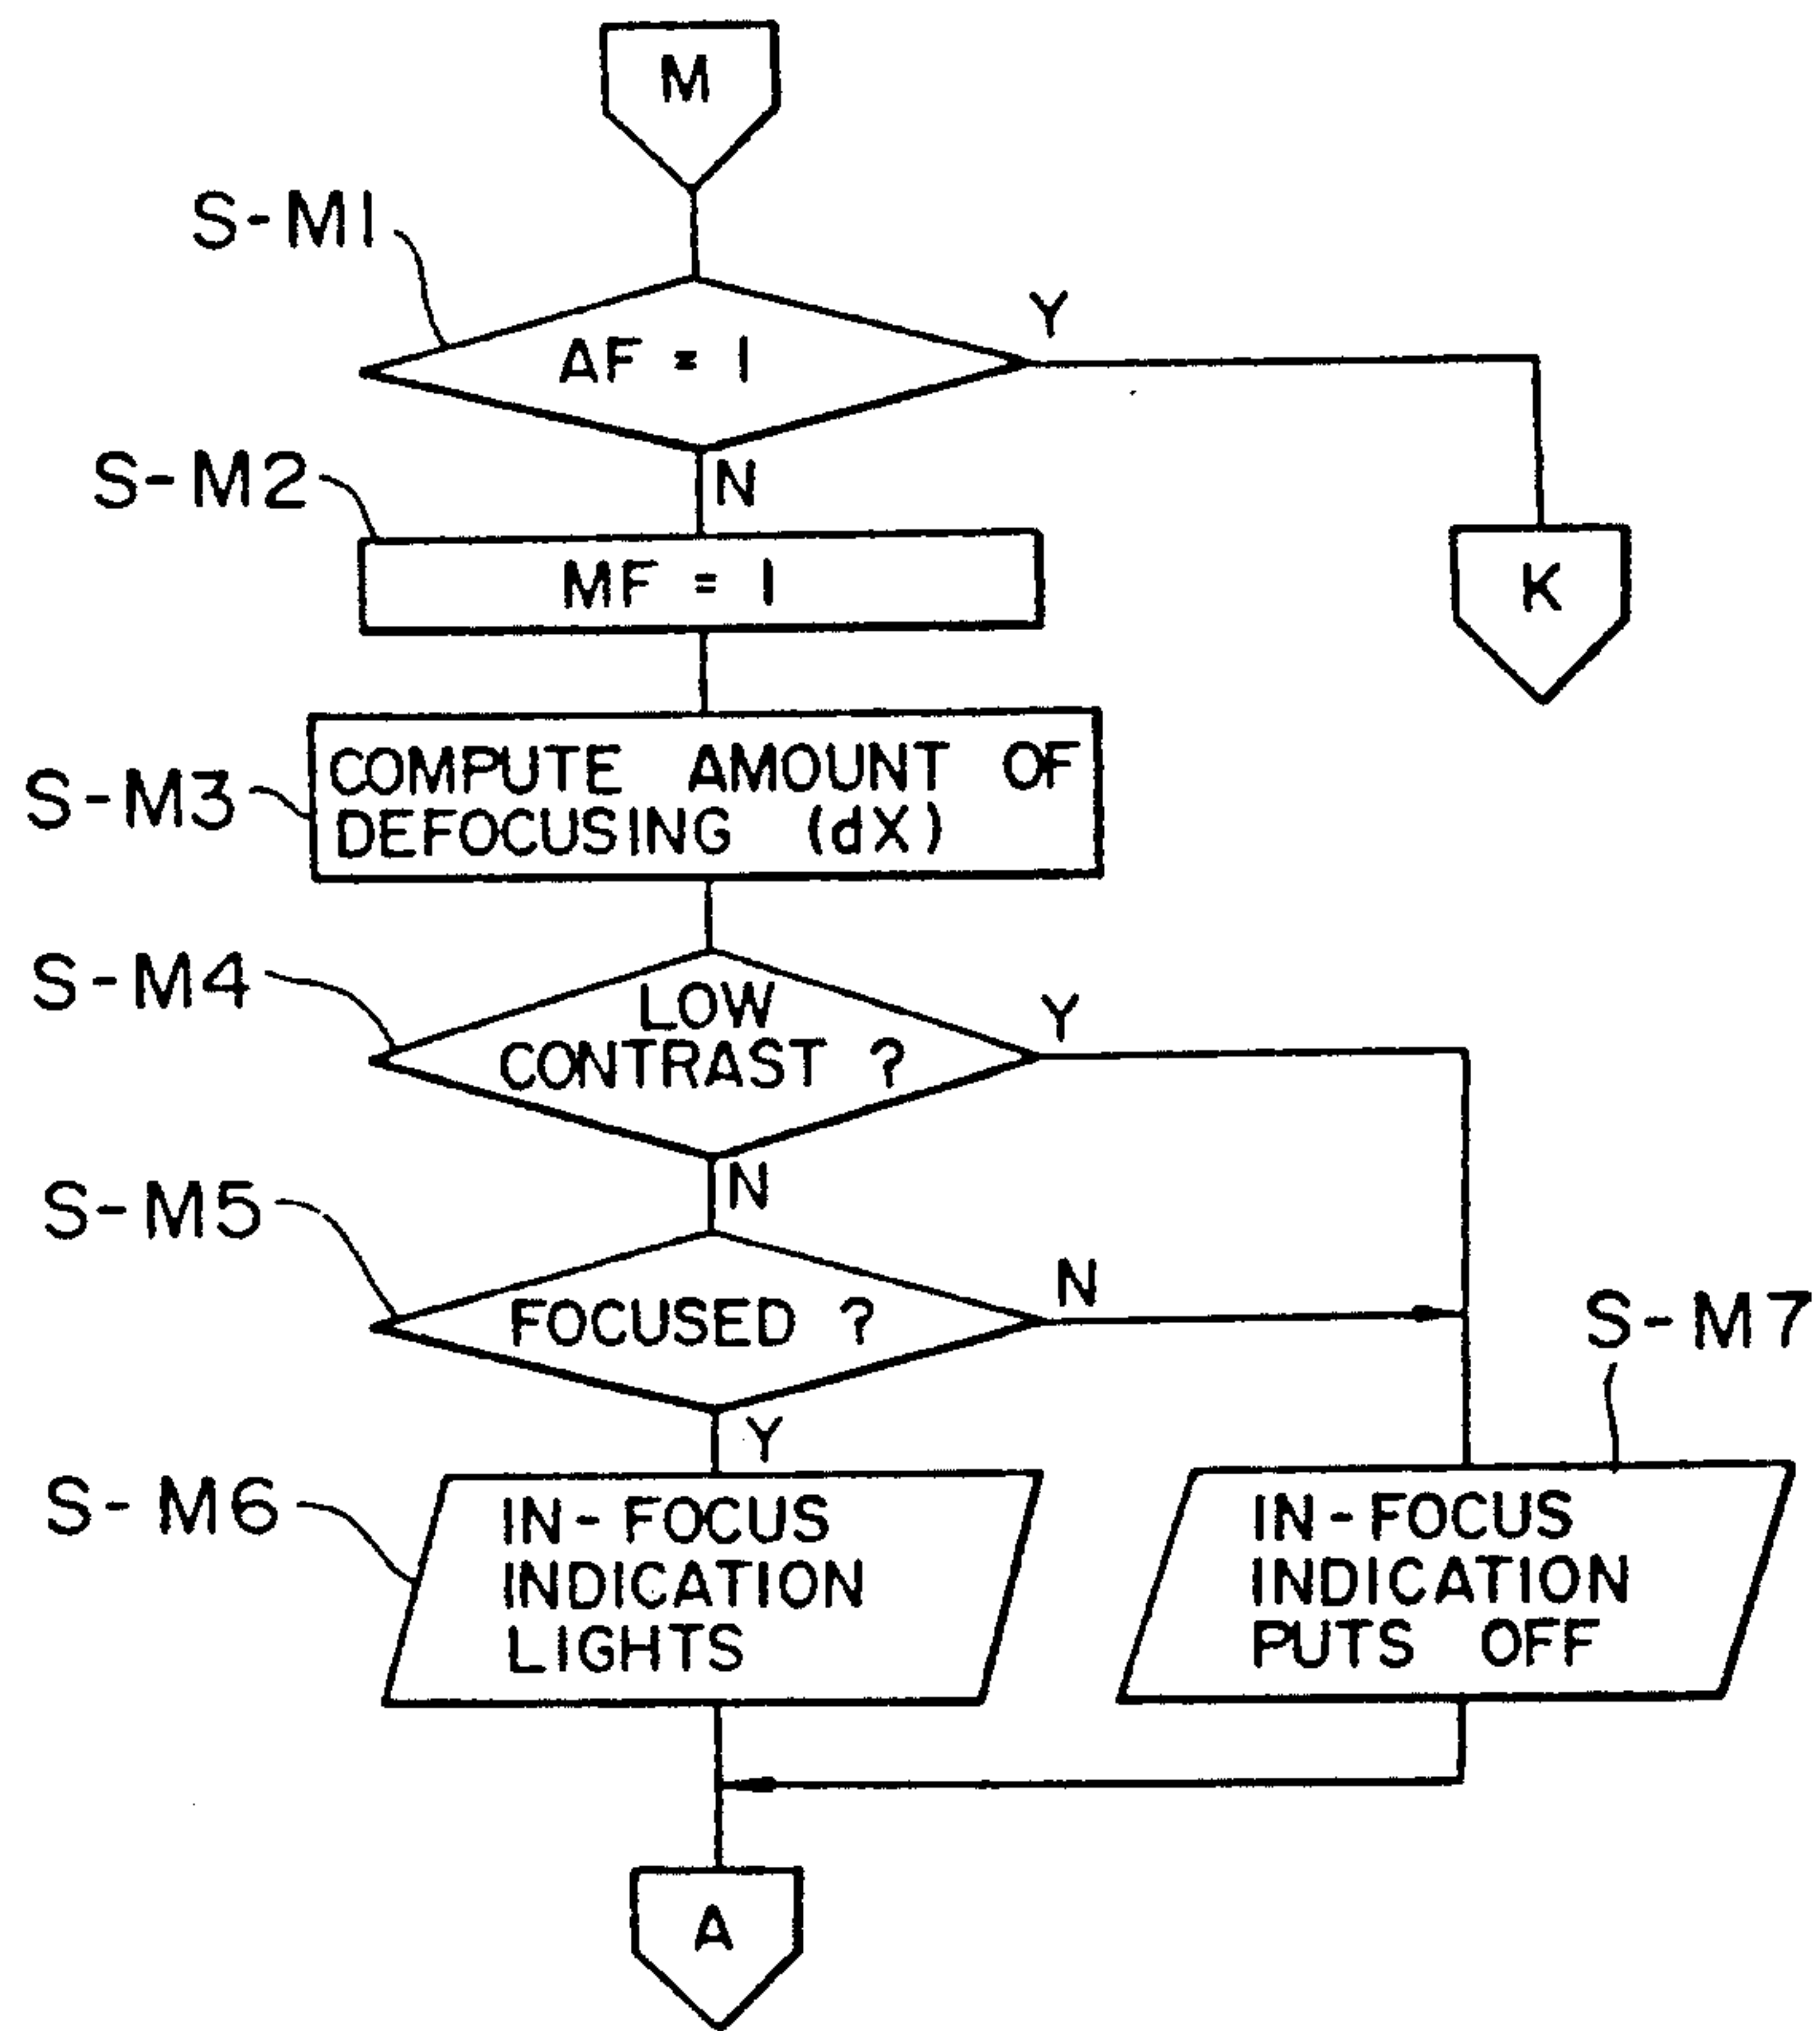 M
S-M1
AF = 1
Y
N
S-M2
MF = 1
K
S-M3
COMPUTE AMOUNT OF
DEFOCUSING (dX)
S-M4
LOW
CONTRAST ?
Y
N
S-M5
FOCUSED ?
N
Y
S-M7
S-M6
IN-FOCUS
INDICATION
LIGHTS
IN-FOCUS
INDICATION
PUTS OFF
A